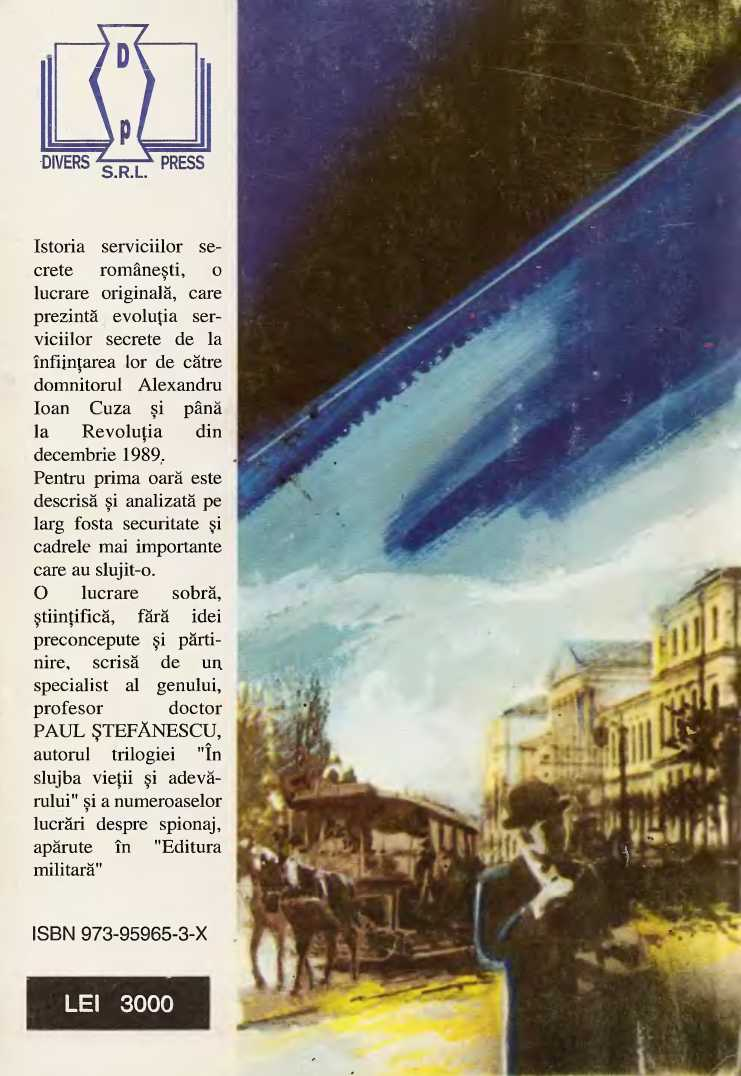 D
P
DIVERS S.R.L. PRESS
Istoria serviciilor se-
crete românești, o
lucrare originală, care
prezintă evoluția ser-
viciilor secrete de la
înființarea lor de către
domnitorul Alexandru
Ioan Cuza și până
la Revoluția din
decembrie 1989.
Pentru prima oară este
descrisă și analizată pe
larg fosta securitate și
cadrele mai importante
care au slujit-o.
O lucrare sobră,
științifică, fără idei
preconcepute și părti-
nire, scrisă de un
specialist al genului,
profesor doctor
PAUL ȘTEFĂNESCU,
autorul trilogiei "În
slujba vieții și adevă-
rului" și a numeroaselor
lucrări despre spionaj,
apărute în "Editura
militară"
ISBN 973-95965-3-X
LEI 3000